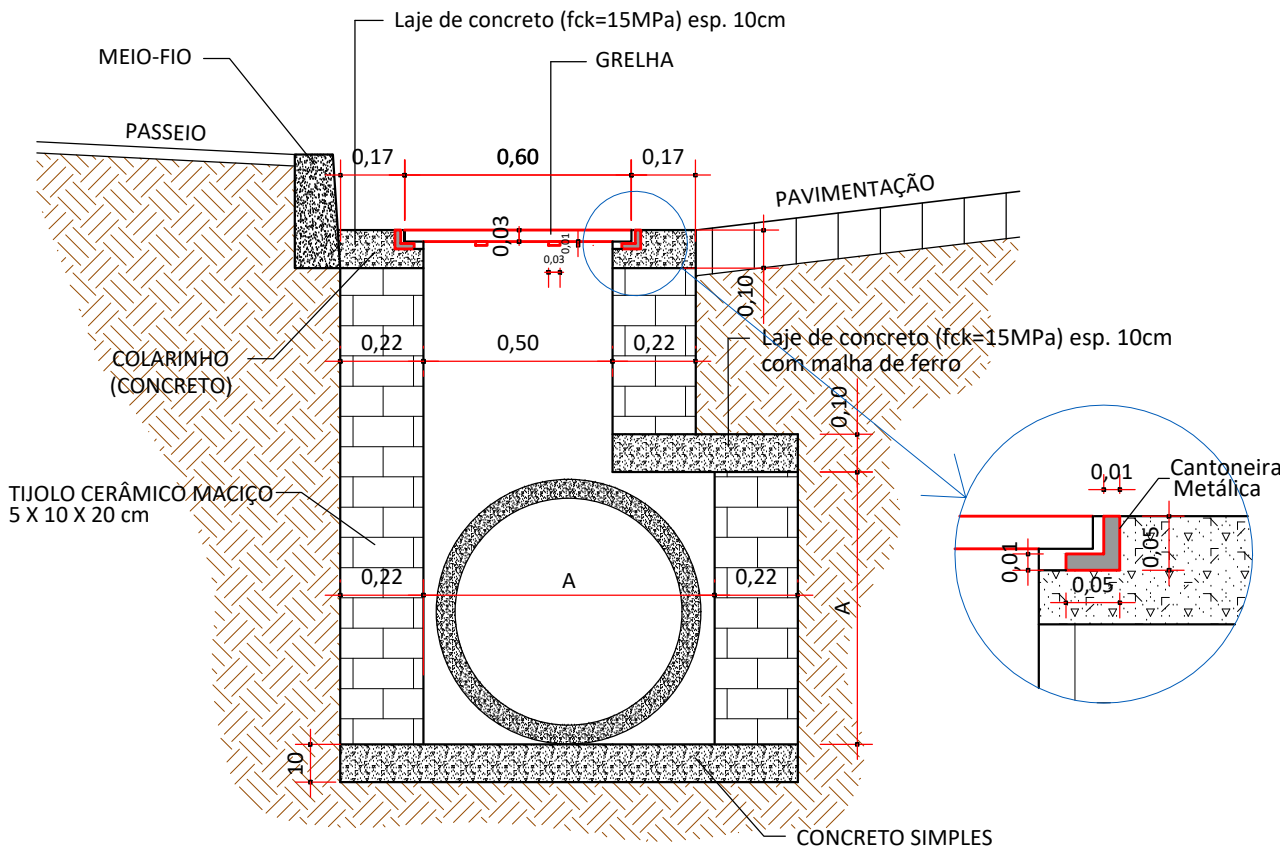 Laje de concreto (fck=15MPa) esp. 10cm
MEIO-FIO
GRELHA
PASSEIO
0,17
0,60
0,17
PAVIMENTAÇÃO
0,03
0,01
0,03
0,10
COLARINHO
(CONCRETO)
0,22
0,50
0,22
Laje de concreto (fck=15MPa) esp. 10cm
com malha de ferro
0,10
TIJOLO CERÂMICO MACIÇO
5 X 10 X 20 cm
0,01
Cantoneira
Metálica
0,01
0,05
0,05
0,22
A
0,22
A
10
CONCRETO SIMPLES